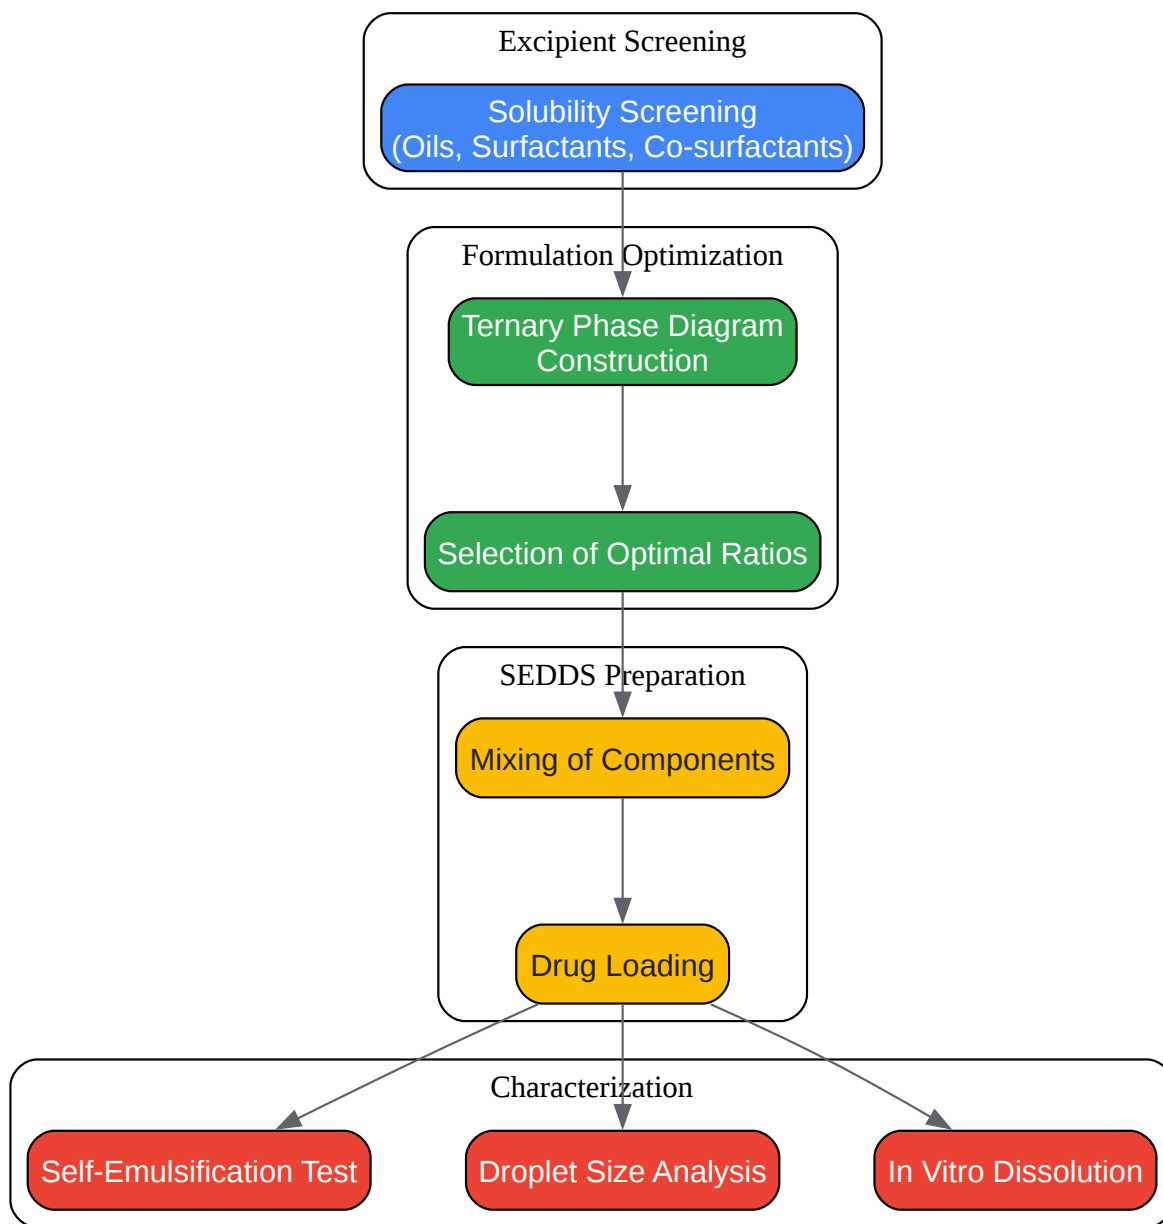 Excipient Screening
Solubility Screening
(Oils, Surfactants, Co-surfactants)
Formulation Optimization
Ternary Phase Diagram
Construction
Selection of Optimal Ratios
SEDDS Preparation
Mixing of Components
Drug Loading
Characterization
Self-Emulsification Test
Droplet Size Analysis
In Vitro Dissolution